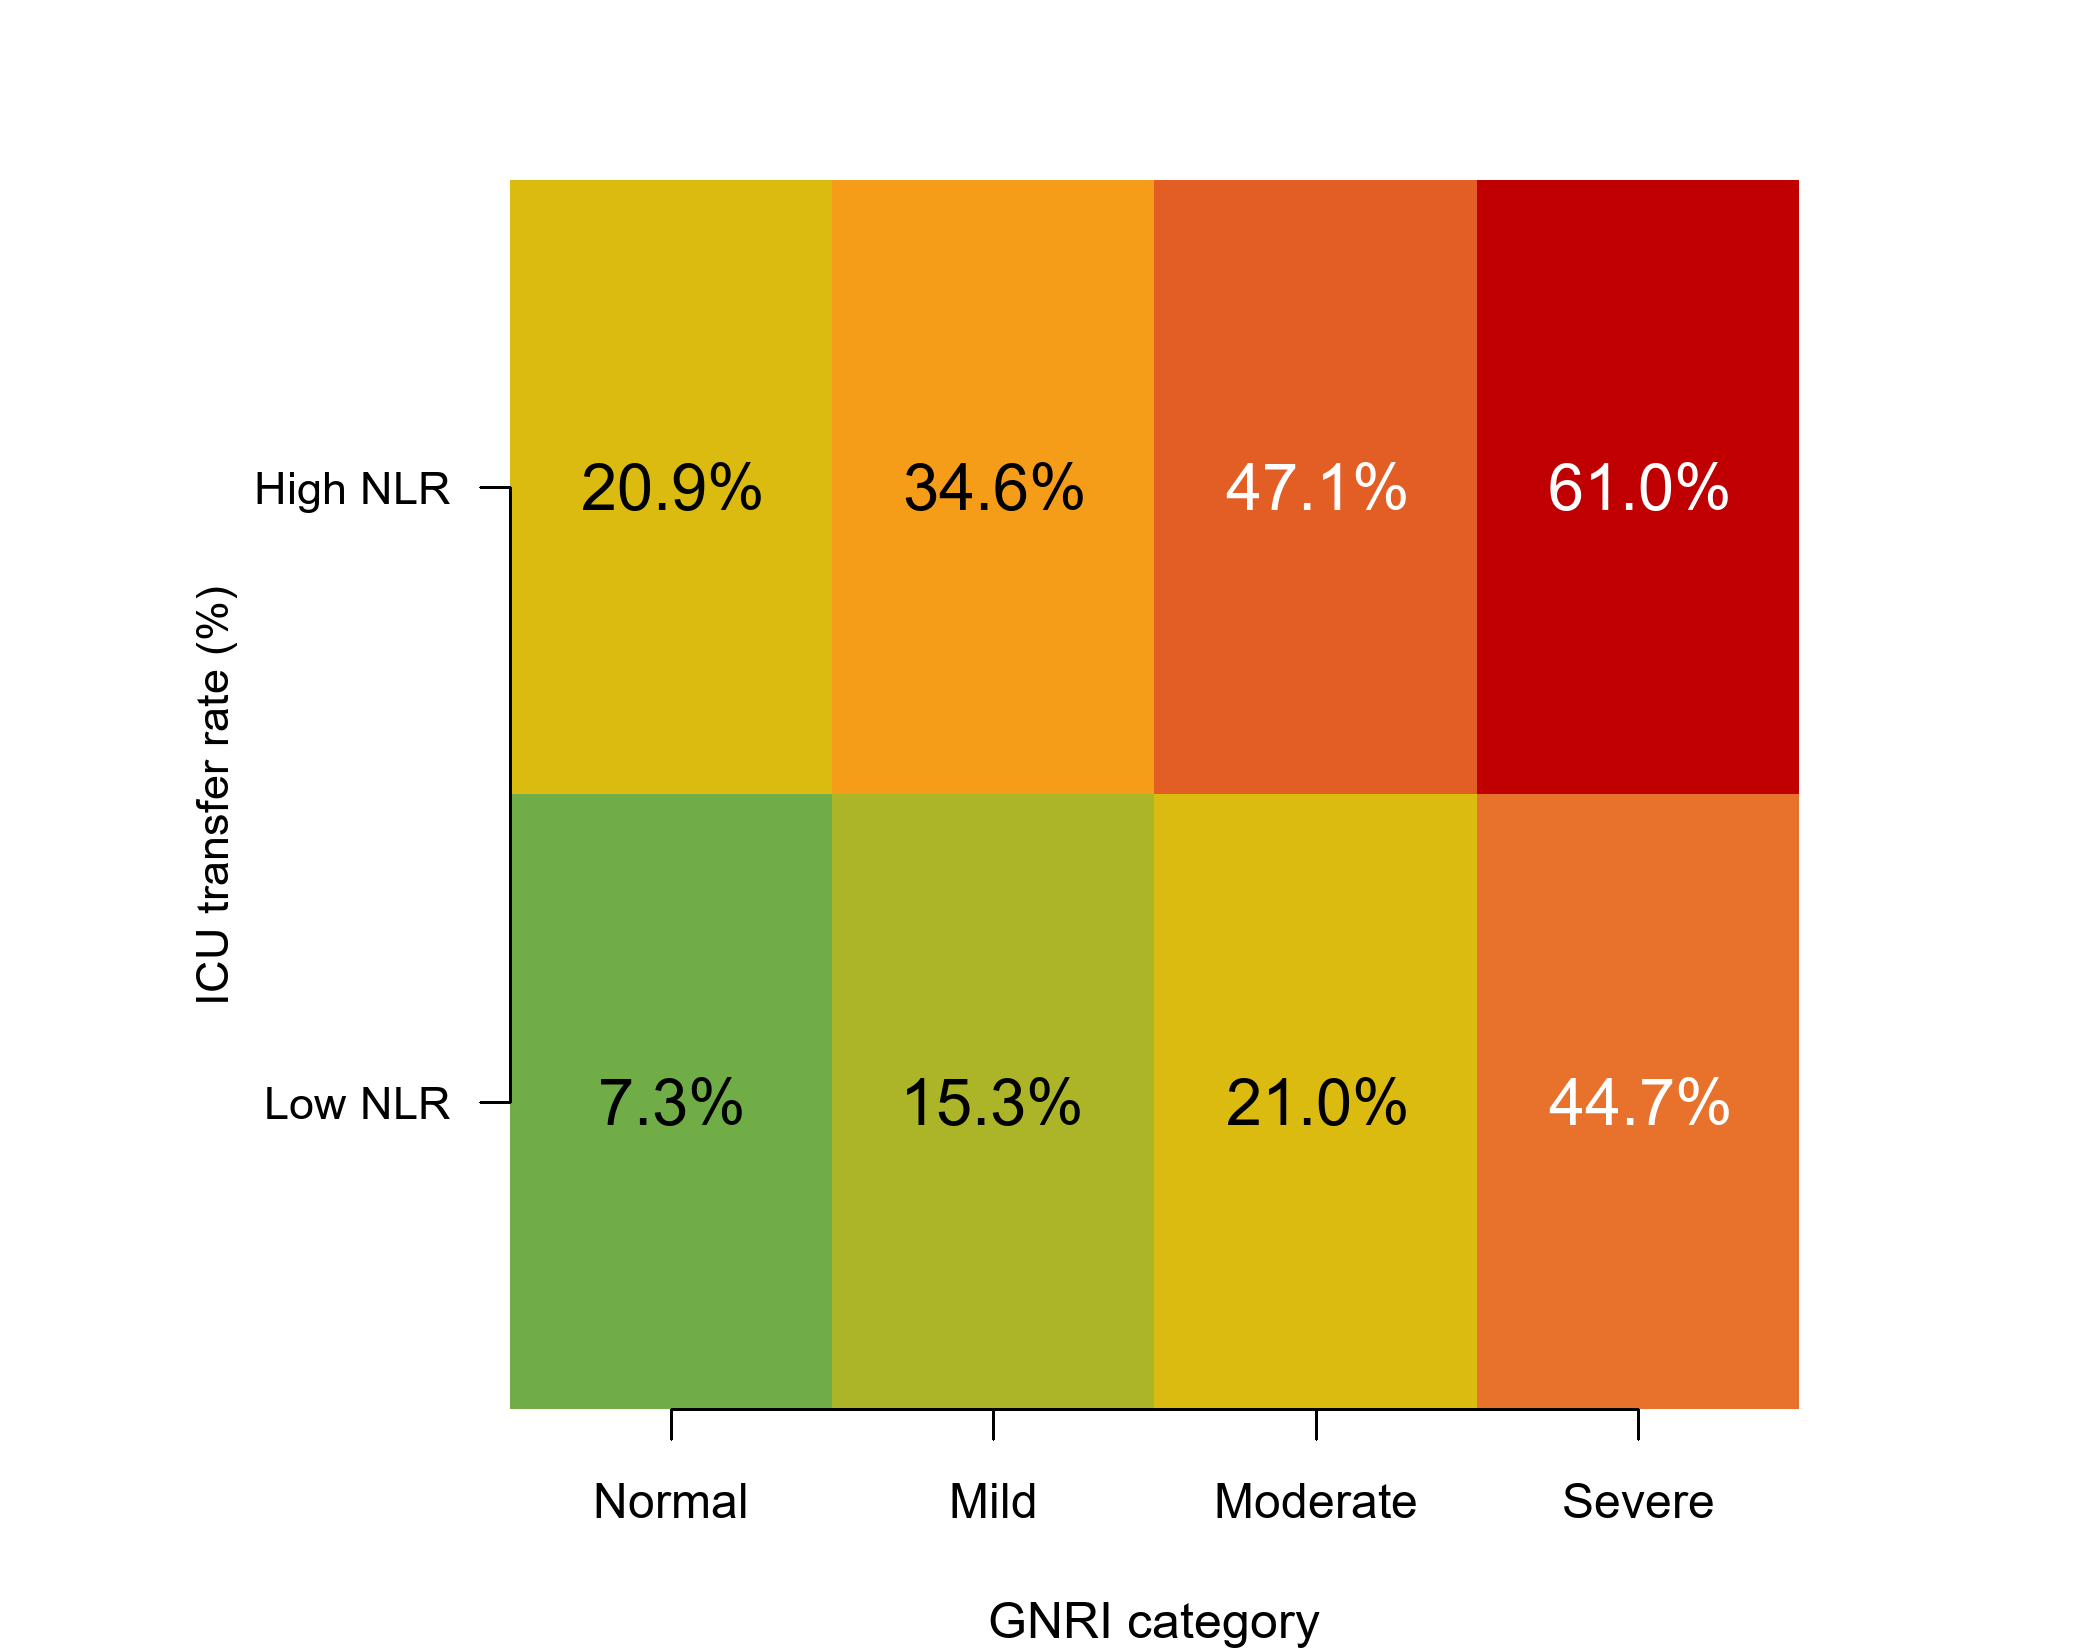 High NLR
20.9% 34.6% 47.1% 61.0%
ICU transfer rate (%)
Low NLR
7.3% 15.3% 21.0% 44.7%
Normal Mild Moderate Severe
GNRI category